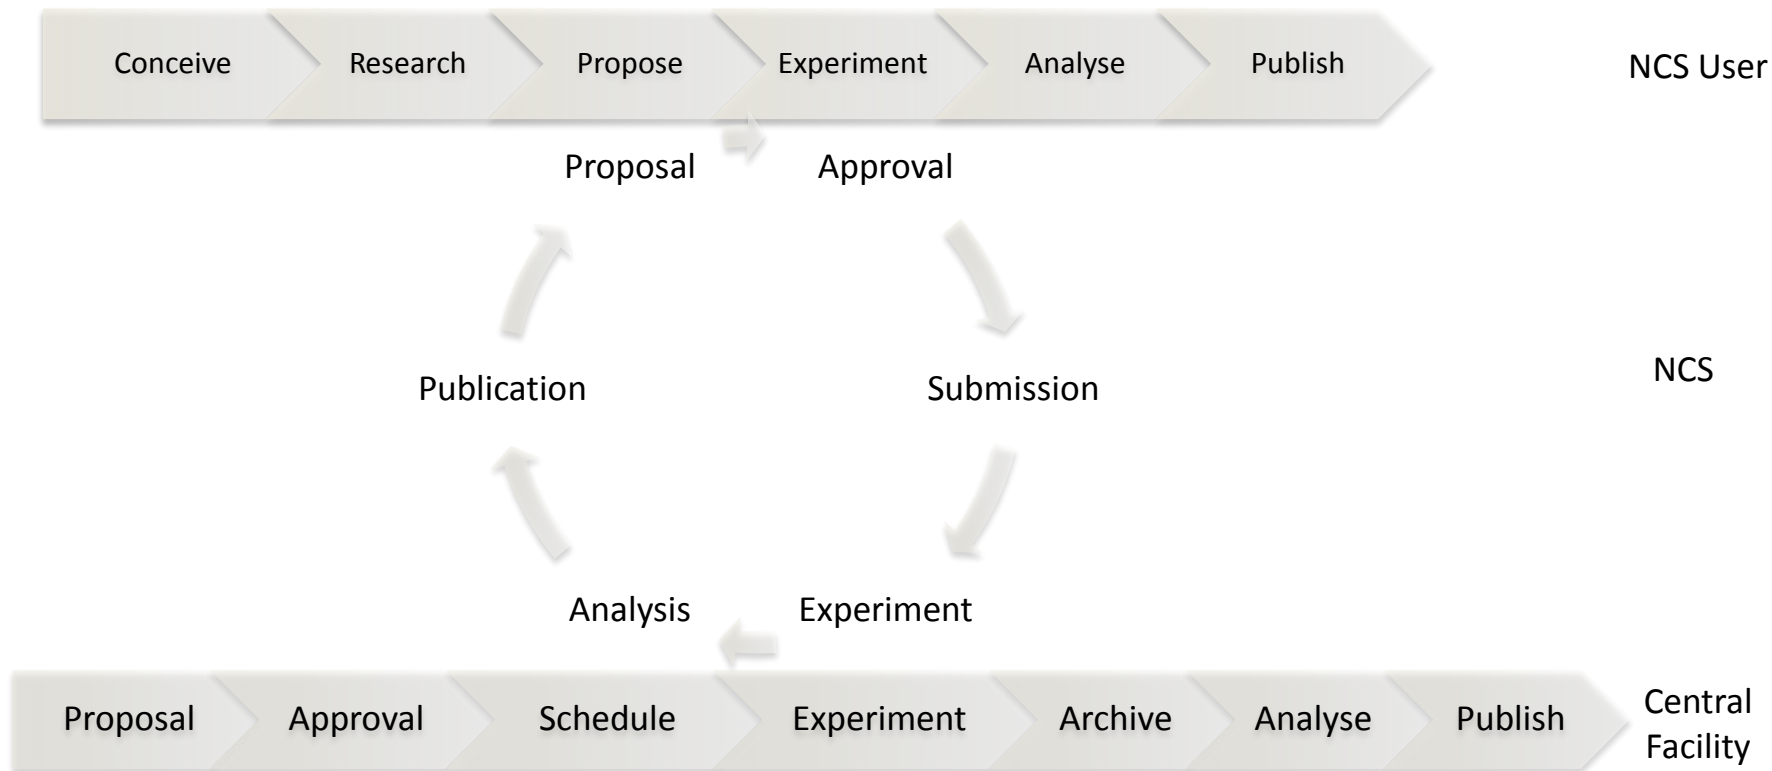 Conceive Research Propose Experiment Analyse Publish
NCS User
Proposal Approval
Publication Submission
NCS
Analysis Experiment
Proposal Approval Schedule Experiment Archive Analyse Publish
Central
Facility